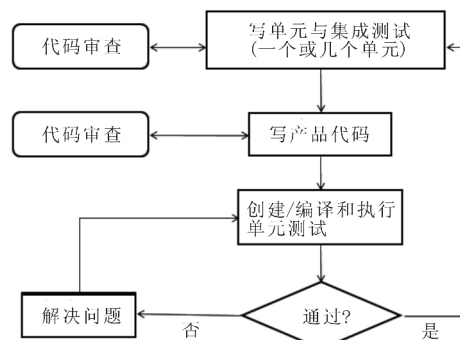 代码审查
写单元与集成测试
(一个或几个单元)
代码审查
写产品代码
创建/编译和执行
单元测试
解决问题
否
通过?
是